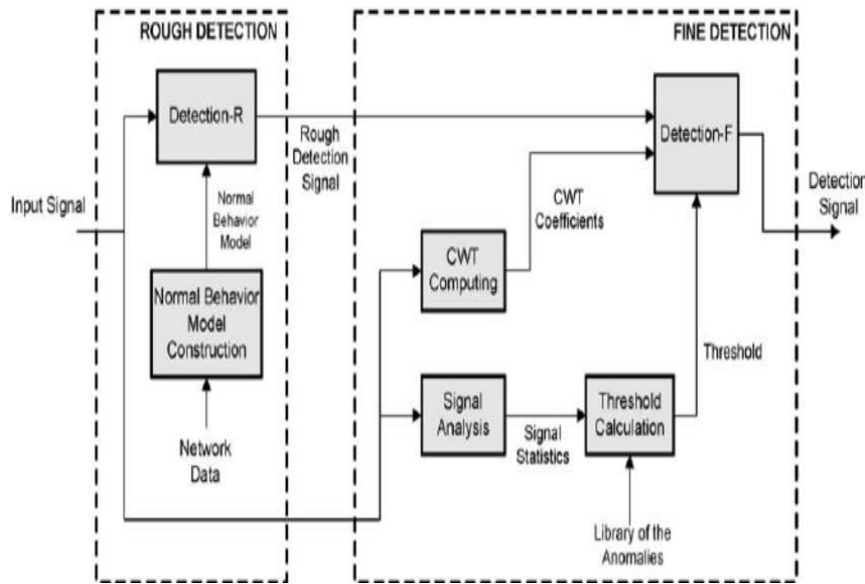 ROUGH DETECTION
FINE DETECTION
Detection-R
Rough
Detection
Signal
Detection-F
Input Signal
Normal
Behavior
Model
CWT
Coefficients
Detection
Signal
Normal Behavior
Model
Construction
CWT
Computing
Threshold
Network
Data
Signal
Analysis
Signal
Statistics
Threshold
Calculation
Library of the
Anomalies